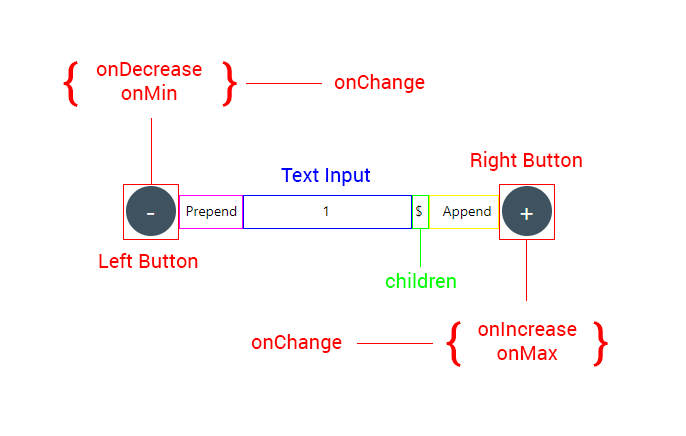 { onDecrease }
onMin
onChange
Right Button
Text Input
- Prepend 1 $ Append +
Left Button
children
onChange
{ onIncrease }
onMax